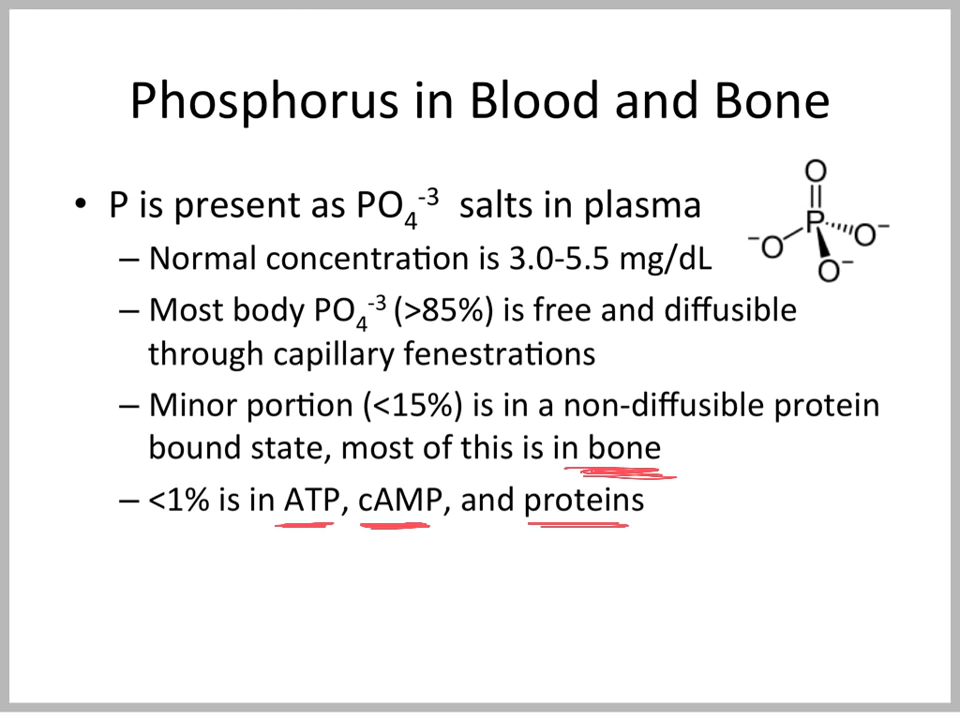 Phosphorus in Blood and Bone
• P is present as PO₄⁻³ salts in plasma
– Normal concentration is 3.0-5.5 mg/dL
– Most body PO₄⁻³ (>85%) is free and diffusible
through capillary fenestrations
– Minor portion (<15%) is in a non-diffusible protein
bound state, most of this is in bone
– <1% is in ATP, cAMP, and proteins
O
P
⁻O
O⁻
O⁻